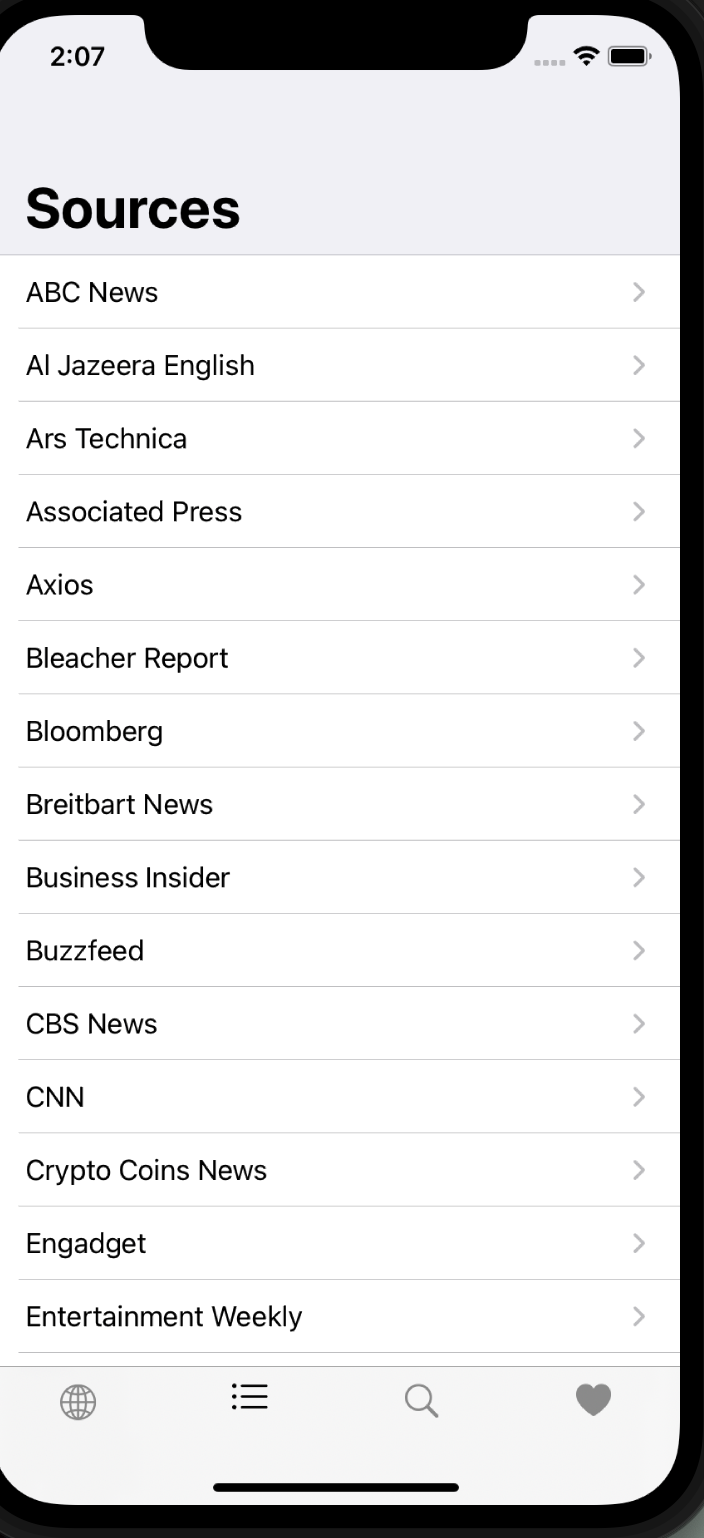 2:07
Sources
ABC News
Al Jazeera English
Ars Technica
Associated Press
Axios
Bleacher Report
Bloomberg
Breitbart News
Business Insider
Buzzfeed
CBS News
CNN
Crypto Coins News
Engadget
Entertainment Weekly